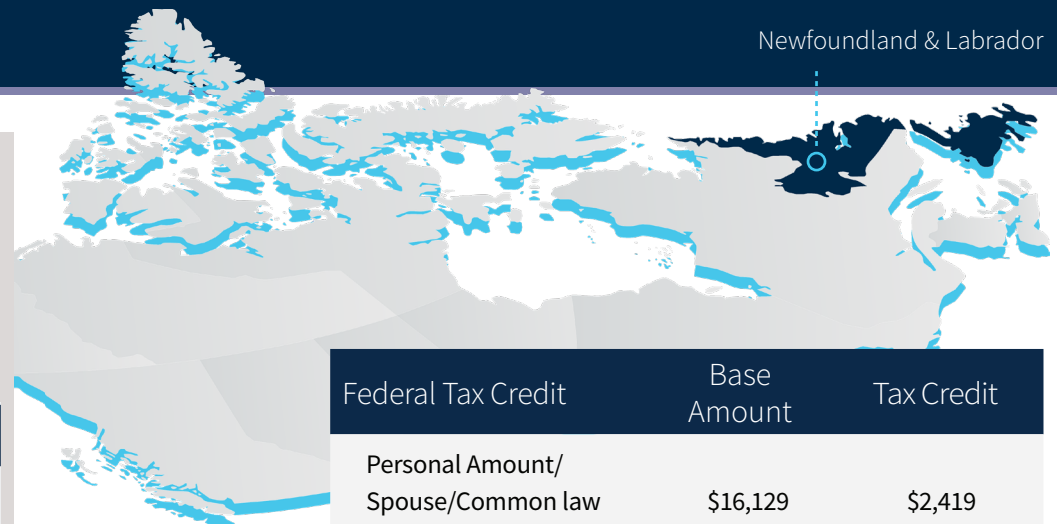 Newfoundland & Labrador
Federal Tax Credit
Base
Amount
Tax Credit
Personal Amount/
Spouse/Common law $16,129 $2,419